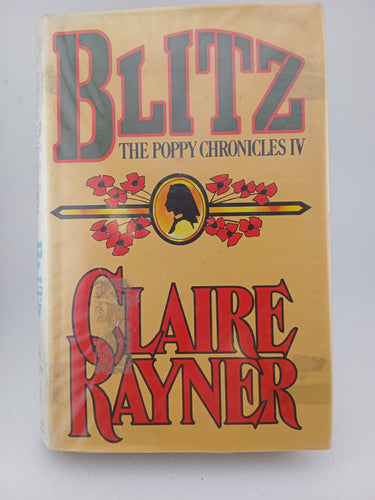 BLITZ
THE POPPY CHRONICLES IV
CLAIRE
RAYNER